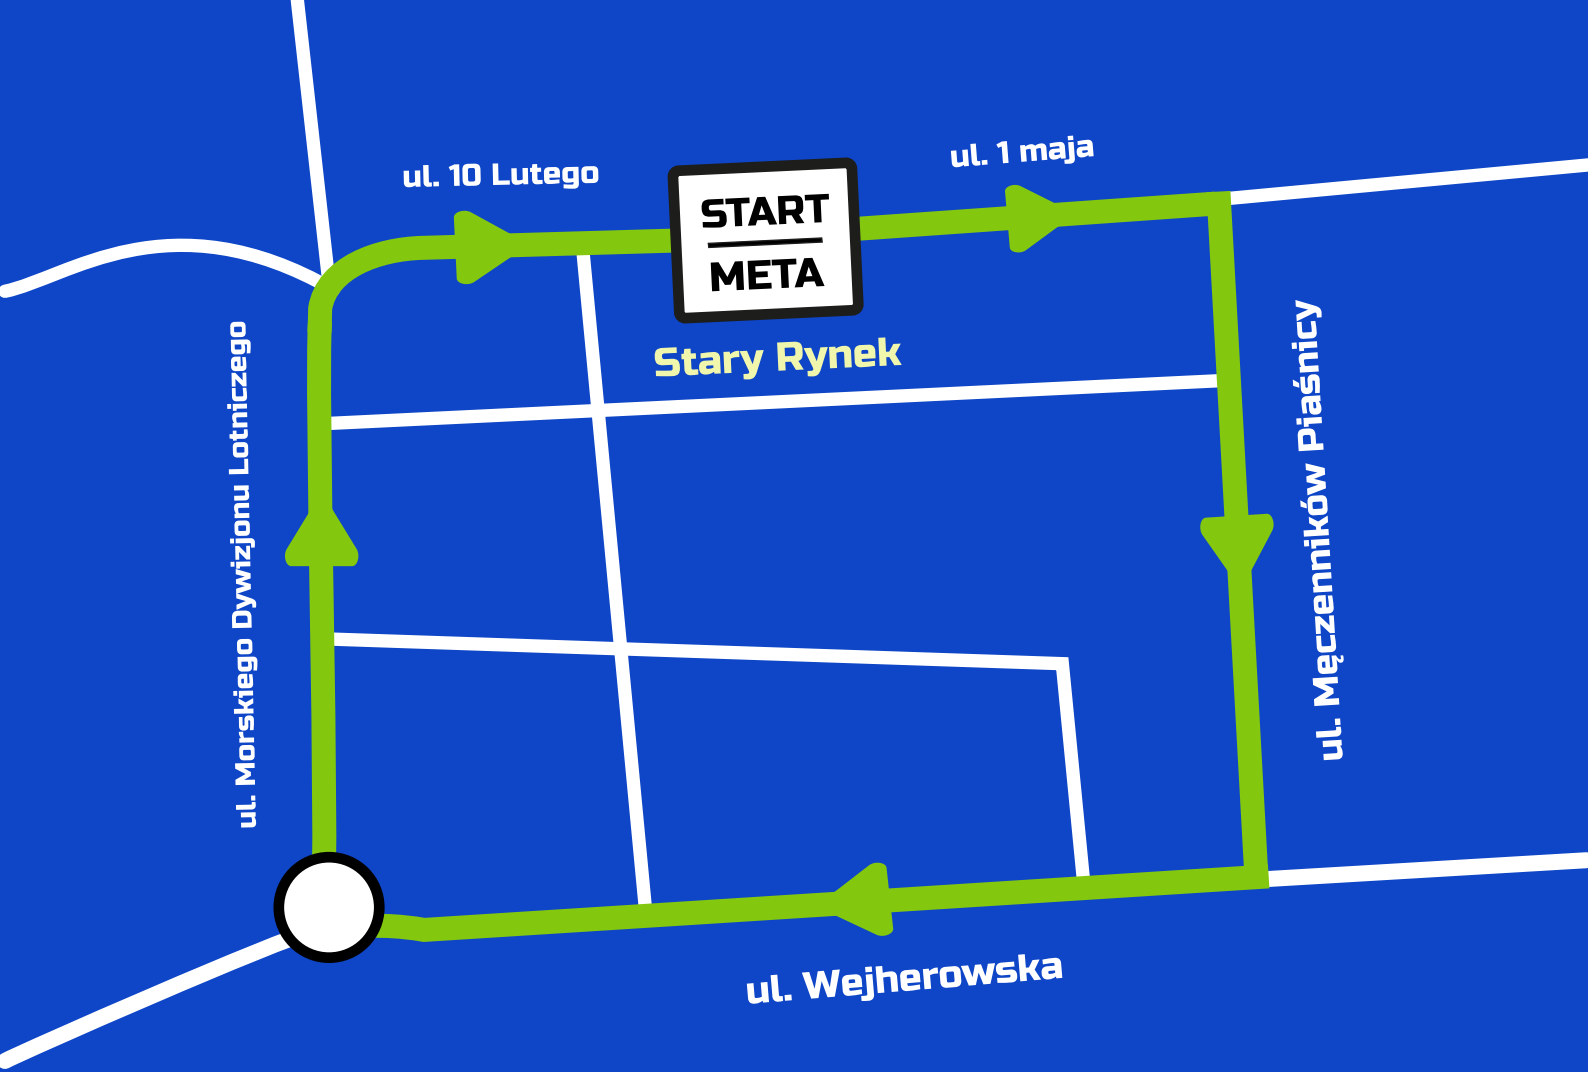 ul. 10 Lutego
START
META
ul. 1 maja
Stary Rynek
ul. Morskiego Dywizjonu Lotniczego
ul. Męczenników Piaśnicy
ul. Wejherowska